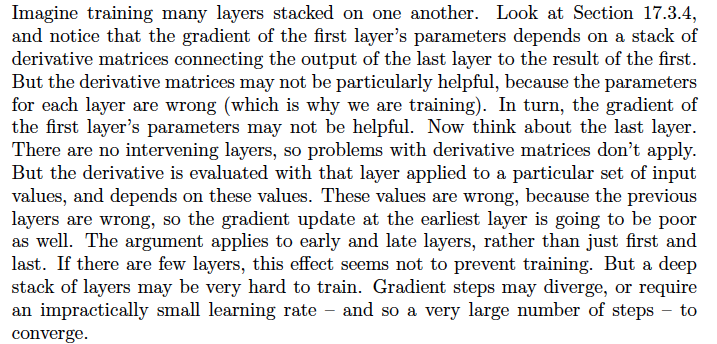 Imagine training many layers stacked on one another. Look at Section 17.3.4,
and notice that the gradient of the first layer’s parameters depends on a stack of
derivative matrices connecting the output of the last layer to the result of the first.
But the derivative matrices may not be particularly helpful, because the parameters
for each layer are wrong (which is why we are training). In turn, the gradient of
the first layer’s parameters may not be helpful. Now think about the last layer.
There are no intervening layers, so problems with derivative matrices don’t apply.
But the derivative is evaluated with that layer applied to a particular set of input
values, and depends on these values. These values are wrong, because the previous
layers are wrong, so the gradient update at the earliest layer is going to be poor
as well. The argument applies to early and late layers, rather than just first and
last. If there are few layers, this effect seems not to prevent training. But a deep
stack of layers may be very hard to train. Gradient steps may diverge, or require
an impractically small learning rate – and so a very large number of steps – to
converge.